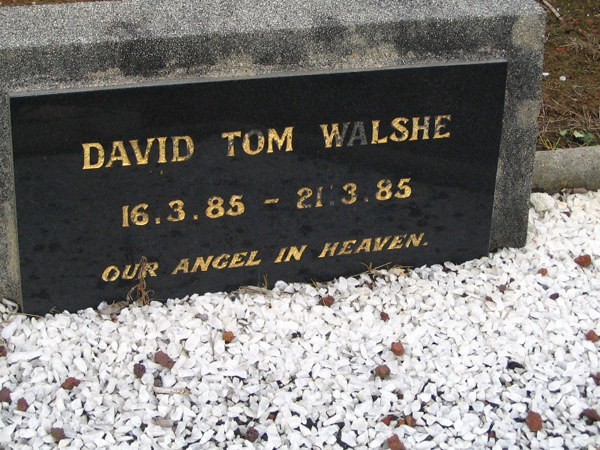 DAVID TOM WALSHE
16.3.85 - 21.3.85
OUR ANGEL IN HEAVEN.